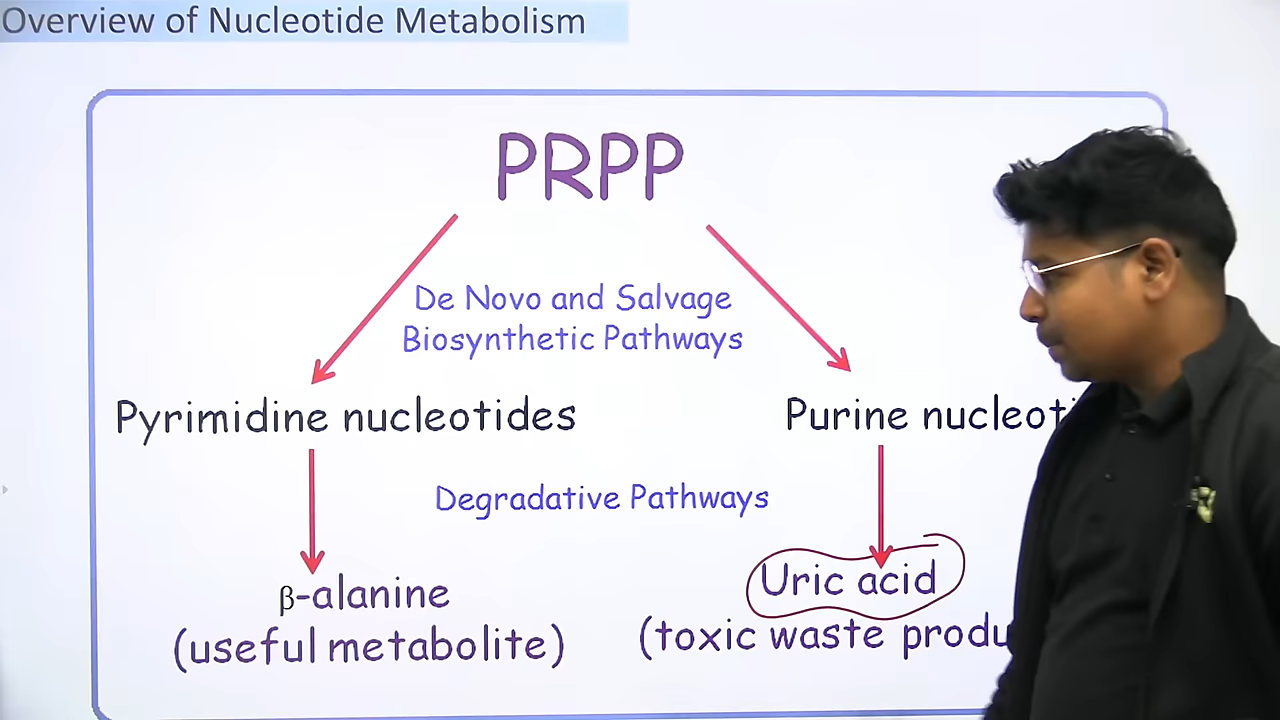 Overview of Nucleotide Metabolism
PRPP
De Novo and Salvage
Biosynthetic Pathways
Pyrimidine nucleotides
Purine
Degradative Pathways
β-alanine
Uric acid
(useful metabolite)
(toxic waste